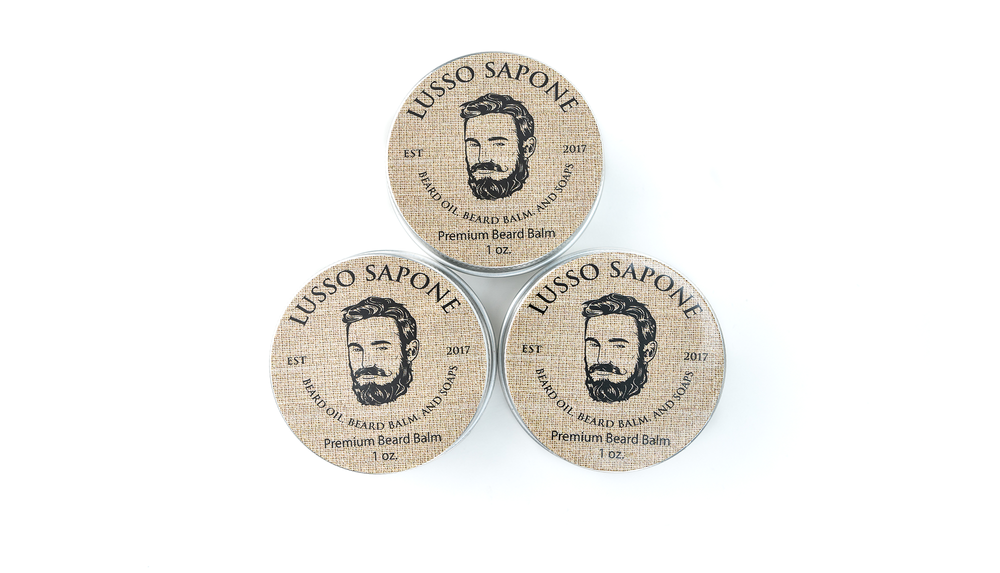 LUSSO SAPONE
EST 2017
BEARD OIL. BEARD BALM. AND SOAPS
Premium Beard Balm
1 oz.
LUSSO SAPONE
EST 2017
BEARD OIL. BEARD BALM. AND SOAPS
Premium Beard Balm
1 oz.
LUSSO SAPONE
EST 2017
BEARD OIL. BEARD BALM. AND SOAPS
Premium Beard Balm
1 oz.